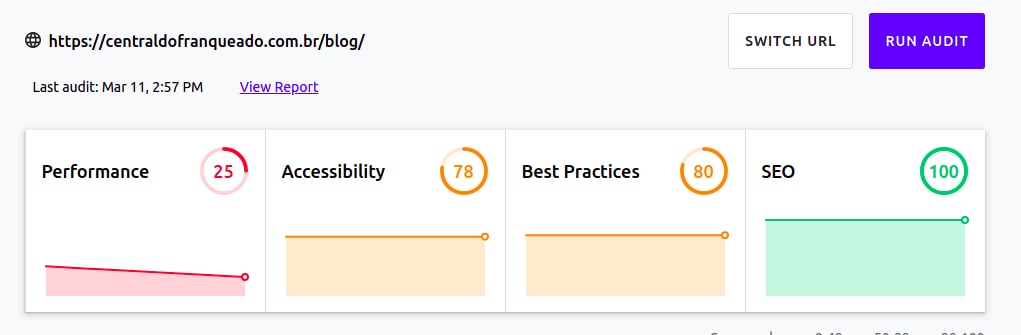 https://centraldofranqueado.com.br/blog/
SWITCH URL
RUN AUDIT
Last audit: Mar 11, 2:57 PM
View Report
Performance 25
Accessibility 78
Best Practices 80
SEO 100